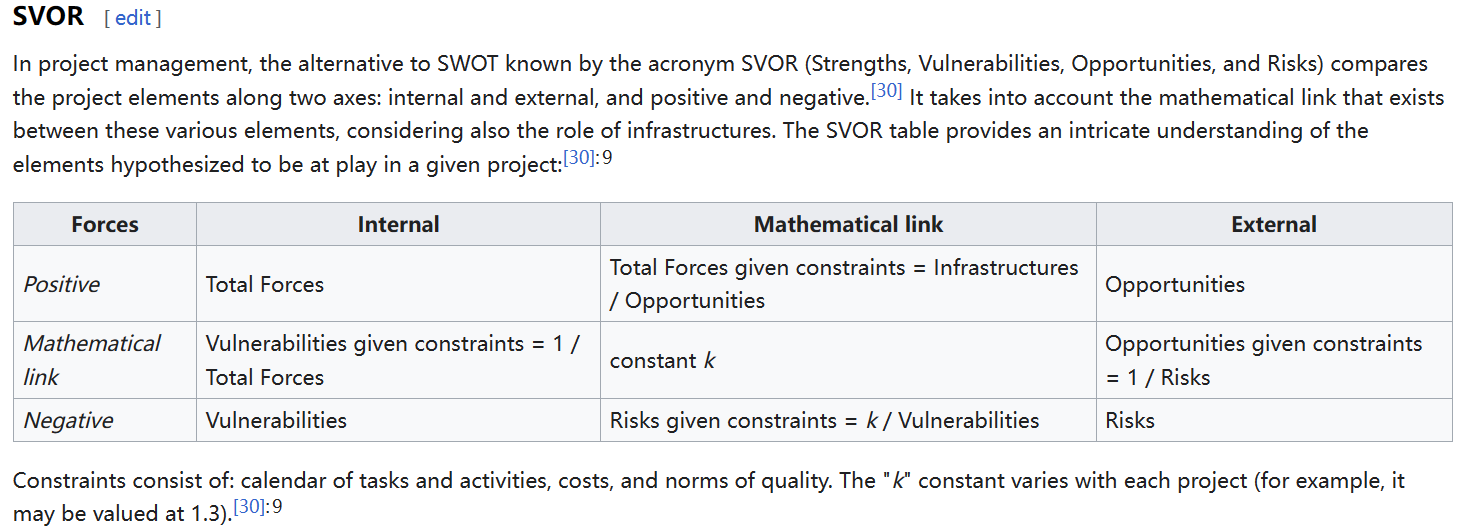 SVOR [ edit ]
In project management, the alternative to SWOT known by the acronym SVOR (Strengths, Vulnerabilities, Opportunities, and Risks) compares
the project elements along two axes: internal and external, and positive and negative.[30] It takes into account the mathematical link that exists
between these various elements, considering also the role of infrastructures. The SVOR table provides an intricate understanding of the
elements hypothesized to be at play in a given project:[30]:9
Forces Internal Mathematical link External
Positive Total Forces Total Forces given constraints = Infrastructures
/ Opportunities Opportunities
Mathematical
link Vulnerabilities given constraints = 1 /
Total Forces constant k Opportunities given constraints
= 1 / Risks
Negative Vulnerabilities Risks given constraints = k / Vulnerabilities Risks
Constraints consist of: calendar of tasks and activities, costs, and norms of quality. The "k" constant varies with each project (for example, it
may be valued at 1.3).[30]:9